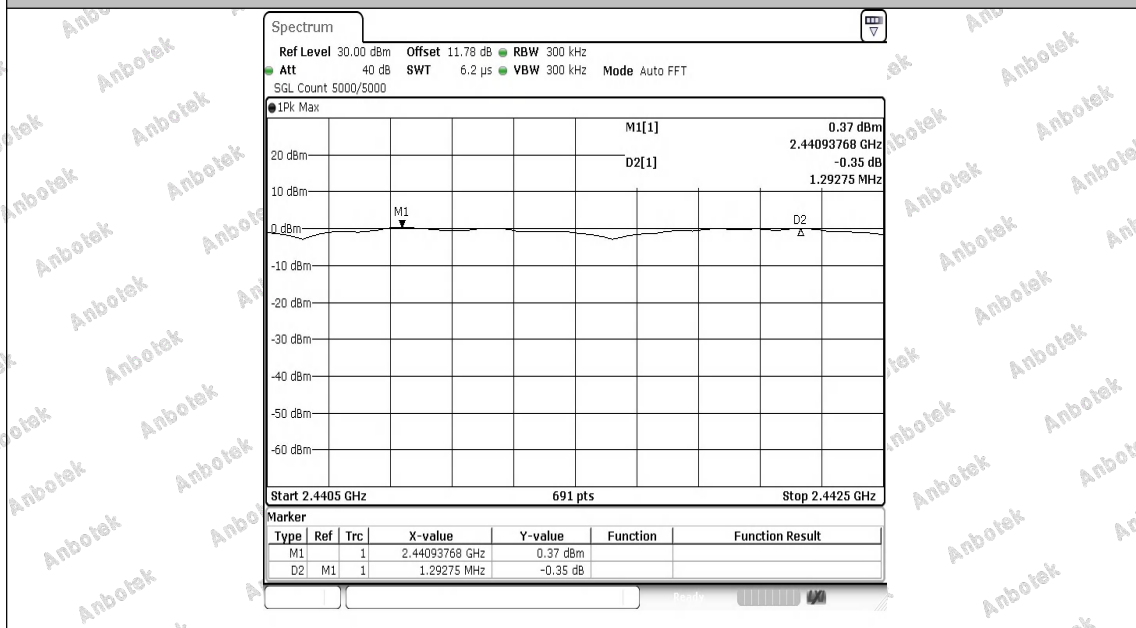 Spectrum
Ref Level 30.00 dBm Offset 11.78 dB RBW 300 kHz
Att 40 dB SWT 6.2 µs VBW 300 kHz Mode Auto FFT
SGL Count 5000/5000
1Pk Max
M1[1] 0.37 dBm
2.44093768 GHz
D2[1] -0.35 dB
1.29275 MHz
20 dBm
10 dBm
M1
D2
0 dBm
-10 dBm
-20 dBm
-30 dBm
-40 dBm
-50 dBm
-60 dBm
Start 2.4405 GHz 691 pts Stop 2.4425 GHz
Marker
Type Ref Trc X-value Y-value Function Function Result
M1 1 2.44093768 GHz 0.37 dBm
D2 M1 1 1.29275 MHz -0.35 dB
Ready
Anbotek